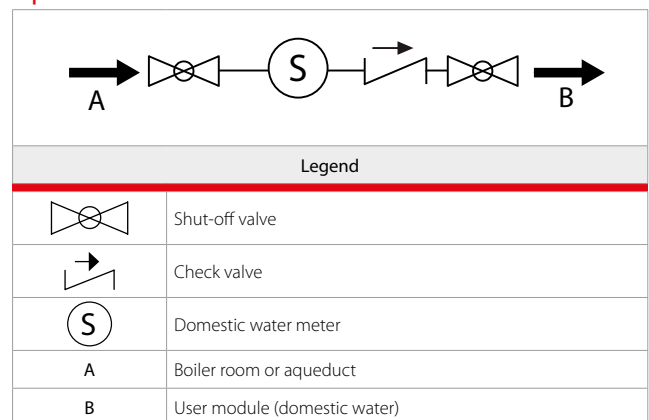 S
A
B
Legend
Shut-off valve
Check valve
S
Domestic water meter
A
Boiler room or aqueduct
B
User module (domestic water)